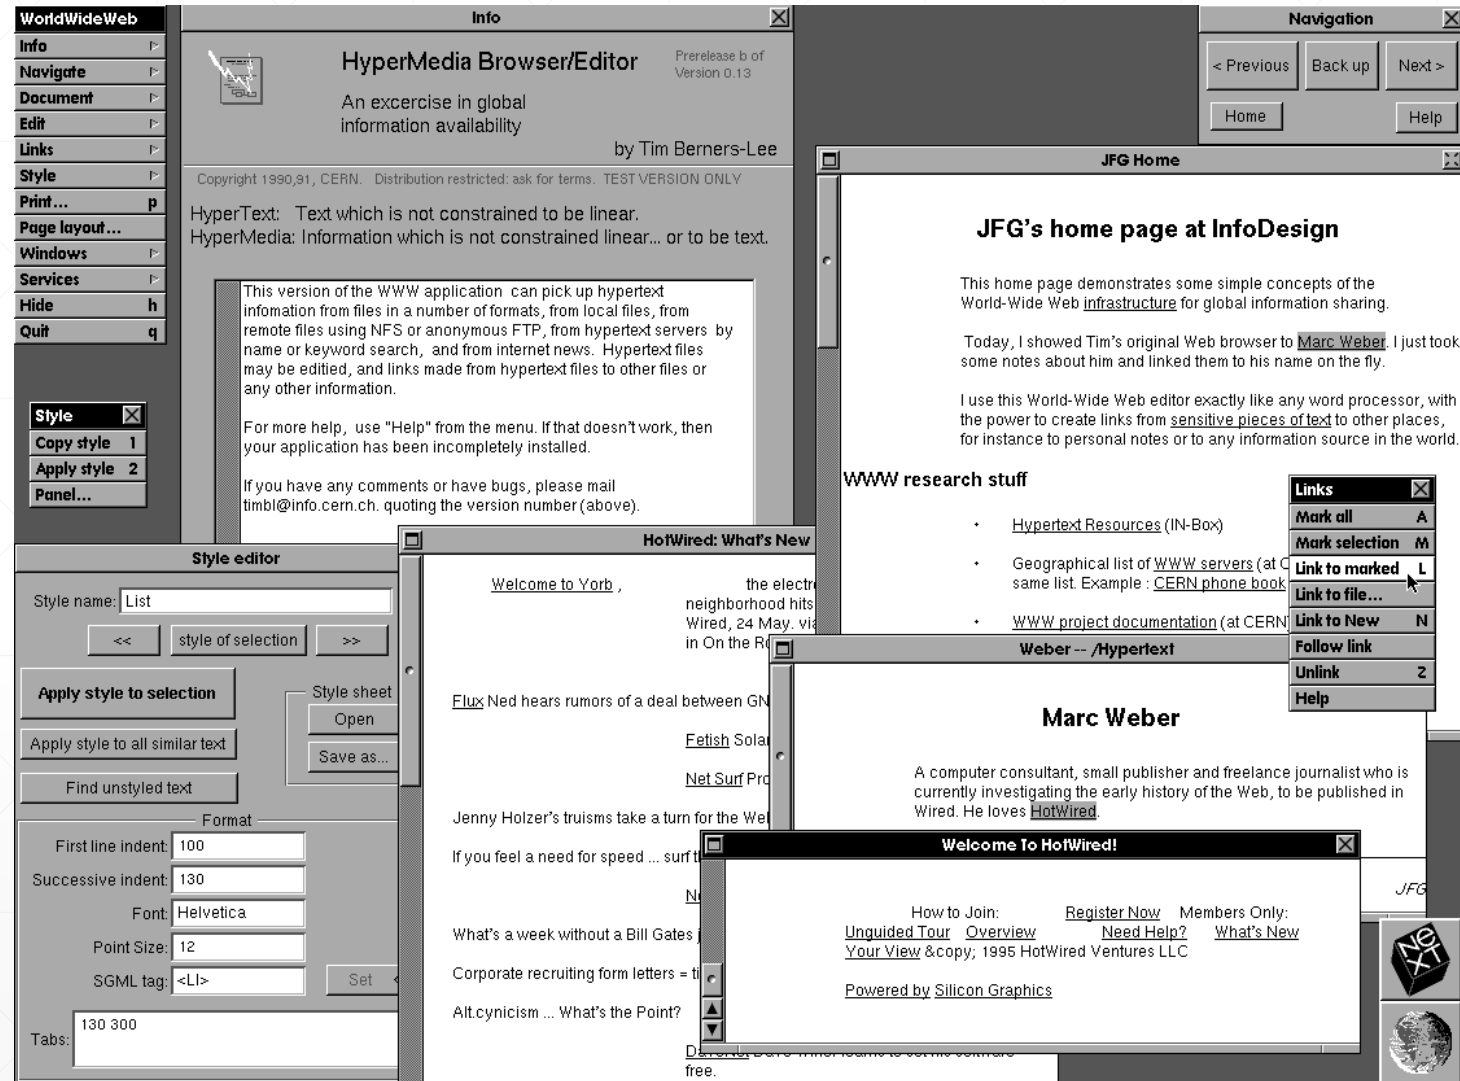 WorldWideWeb
Info
Navigate
Document
Edit
Links
Style
Print... p
Page layout...
Windows
Services
Hide h
Quit q
Style
Copy style 1
Apply style 2
Panel...
Info
HyperMedia Browser/Editor
Prerelease b of
Version 0.13
An excercise in global
information availability
by Tim Berners-Lee
Copyright 1990,91, CERN. Distribution restricted: ask for terms. TEST VERSION ONLY
HyperText: Text which is not constrained to be linear.
HyperMedia: Information which is not constrained linear... or to be text.
This version of the WWW application can pick up hypertext
infomation from files in a number of formats, from local files, from
remote files using NFS or anonymous FTP, from hypertext servers by
name or keyword search, and from internet news. Hypertext files
may be editied, and links made from hypertext files to other files or
any other information.
For more help, use "Help" from the menu. If that doesn't work, then
your application has been incompletely installed.
If you have any comments or have bugs, please mail
timbl@info.cern.ch. quoting the version number (above).
Navigation
< Previous Back up Next >
Home Help
JFG Home
JFG's home page at InfoDesign
This home page demonstrates some simple concepts of the
World-Wide Web infrastructure for global information sharing.
Today, I showed Tim's original Web browser to Marc Weber. I just took
some notes about him and linked them to his name on the fly.
I use this World-Wide Web editor exactly like any word processor, with
the power to create links from sensitive pieces of text to other places,
for instance to personal notes or to any information source in the world.
WWW research stuff
• Hypertext Resources (IN-Box)
• Geographical list of WWW servers (at C
same list. Example : CERN phone book
• WWW project documentation (at CERN
Links
Mark all A
Mark selection M
Link to marked L
Link to file...
Link to New N
Follow link
Unlink Z
Help
Style editor
Style name: List
<< style of selection >>
Apply style to selection
Style sheet
Open
Apply style to all similar text
Save as...
Find unstyled text
Format
First line indent: 100
Successive indent: 130
Font: Helvetica
Point Size: 12
SGML tag: <LI>
Set
Tabs: 130 300
HotWired: What's New
Welcome to Yorb , the electr
neighborhood hits
Wired, 24 May. via
in On the Ro
Flux Ned hears rumors of a deal between GN
Fetish Sola
Net Surf Pro
Jenny Holzer's truisms take a turn for the We
If you feel a need for speed ... surf t
N
What's a week without a Bill Gates j
Corporate recruiting form letters = ti
Alt.cynicism ... What's the Point?
free.
Weber -- /Hypertext
Marc Weber
A computer consultant, small publisher and freelance journalist who is
currently investigating the early history of the Web, to be published in
Wired. He loves HotWired.
JFG
Welcome To HotWired!
How to Join: Register Now Members Only:
Unguided Tour Overview Need Help? What's New
Your View &copy; 1995 HotWired Ventures LLC
Powered by Silicon Graphics
NeXT